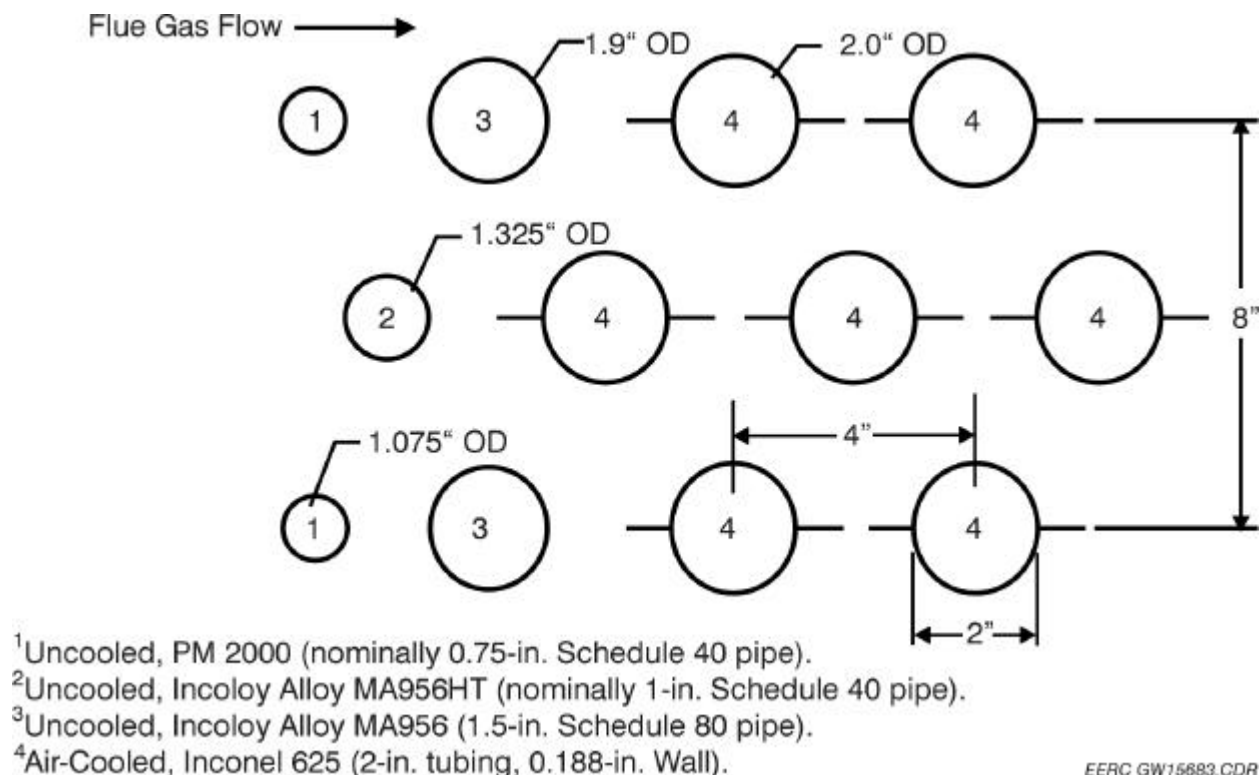 Flue Gas Flow
1.9“ OD
2.0“ OD
1 3 4 4
1.325“ OD
2 4 4 4
8”
4”
1.075“ OD
1 3 4 4
2”
1Uncooled, PM 2000 (nominally 0.75-in. Schedule 40 pipe).
2Uncooled, Incoloy Alloy MA956HT (nominally 1-in. Schedule 40 pipe).
3Uncooled, Incoloy Alloy MA956 (1.5-in. Schedule 80 pipe).
4Air-Cooled, Inconel 625 (2-in. tubing, 0.188-in. Wall).
EERC GW15683.CDR